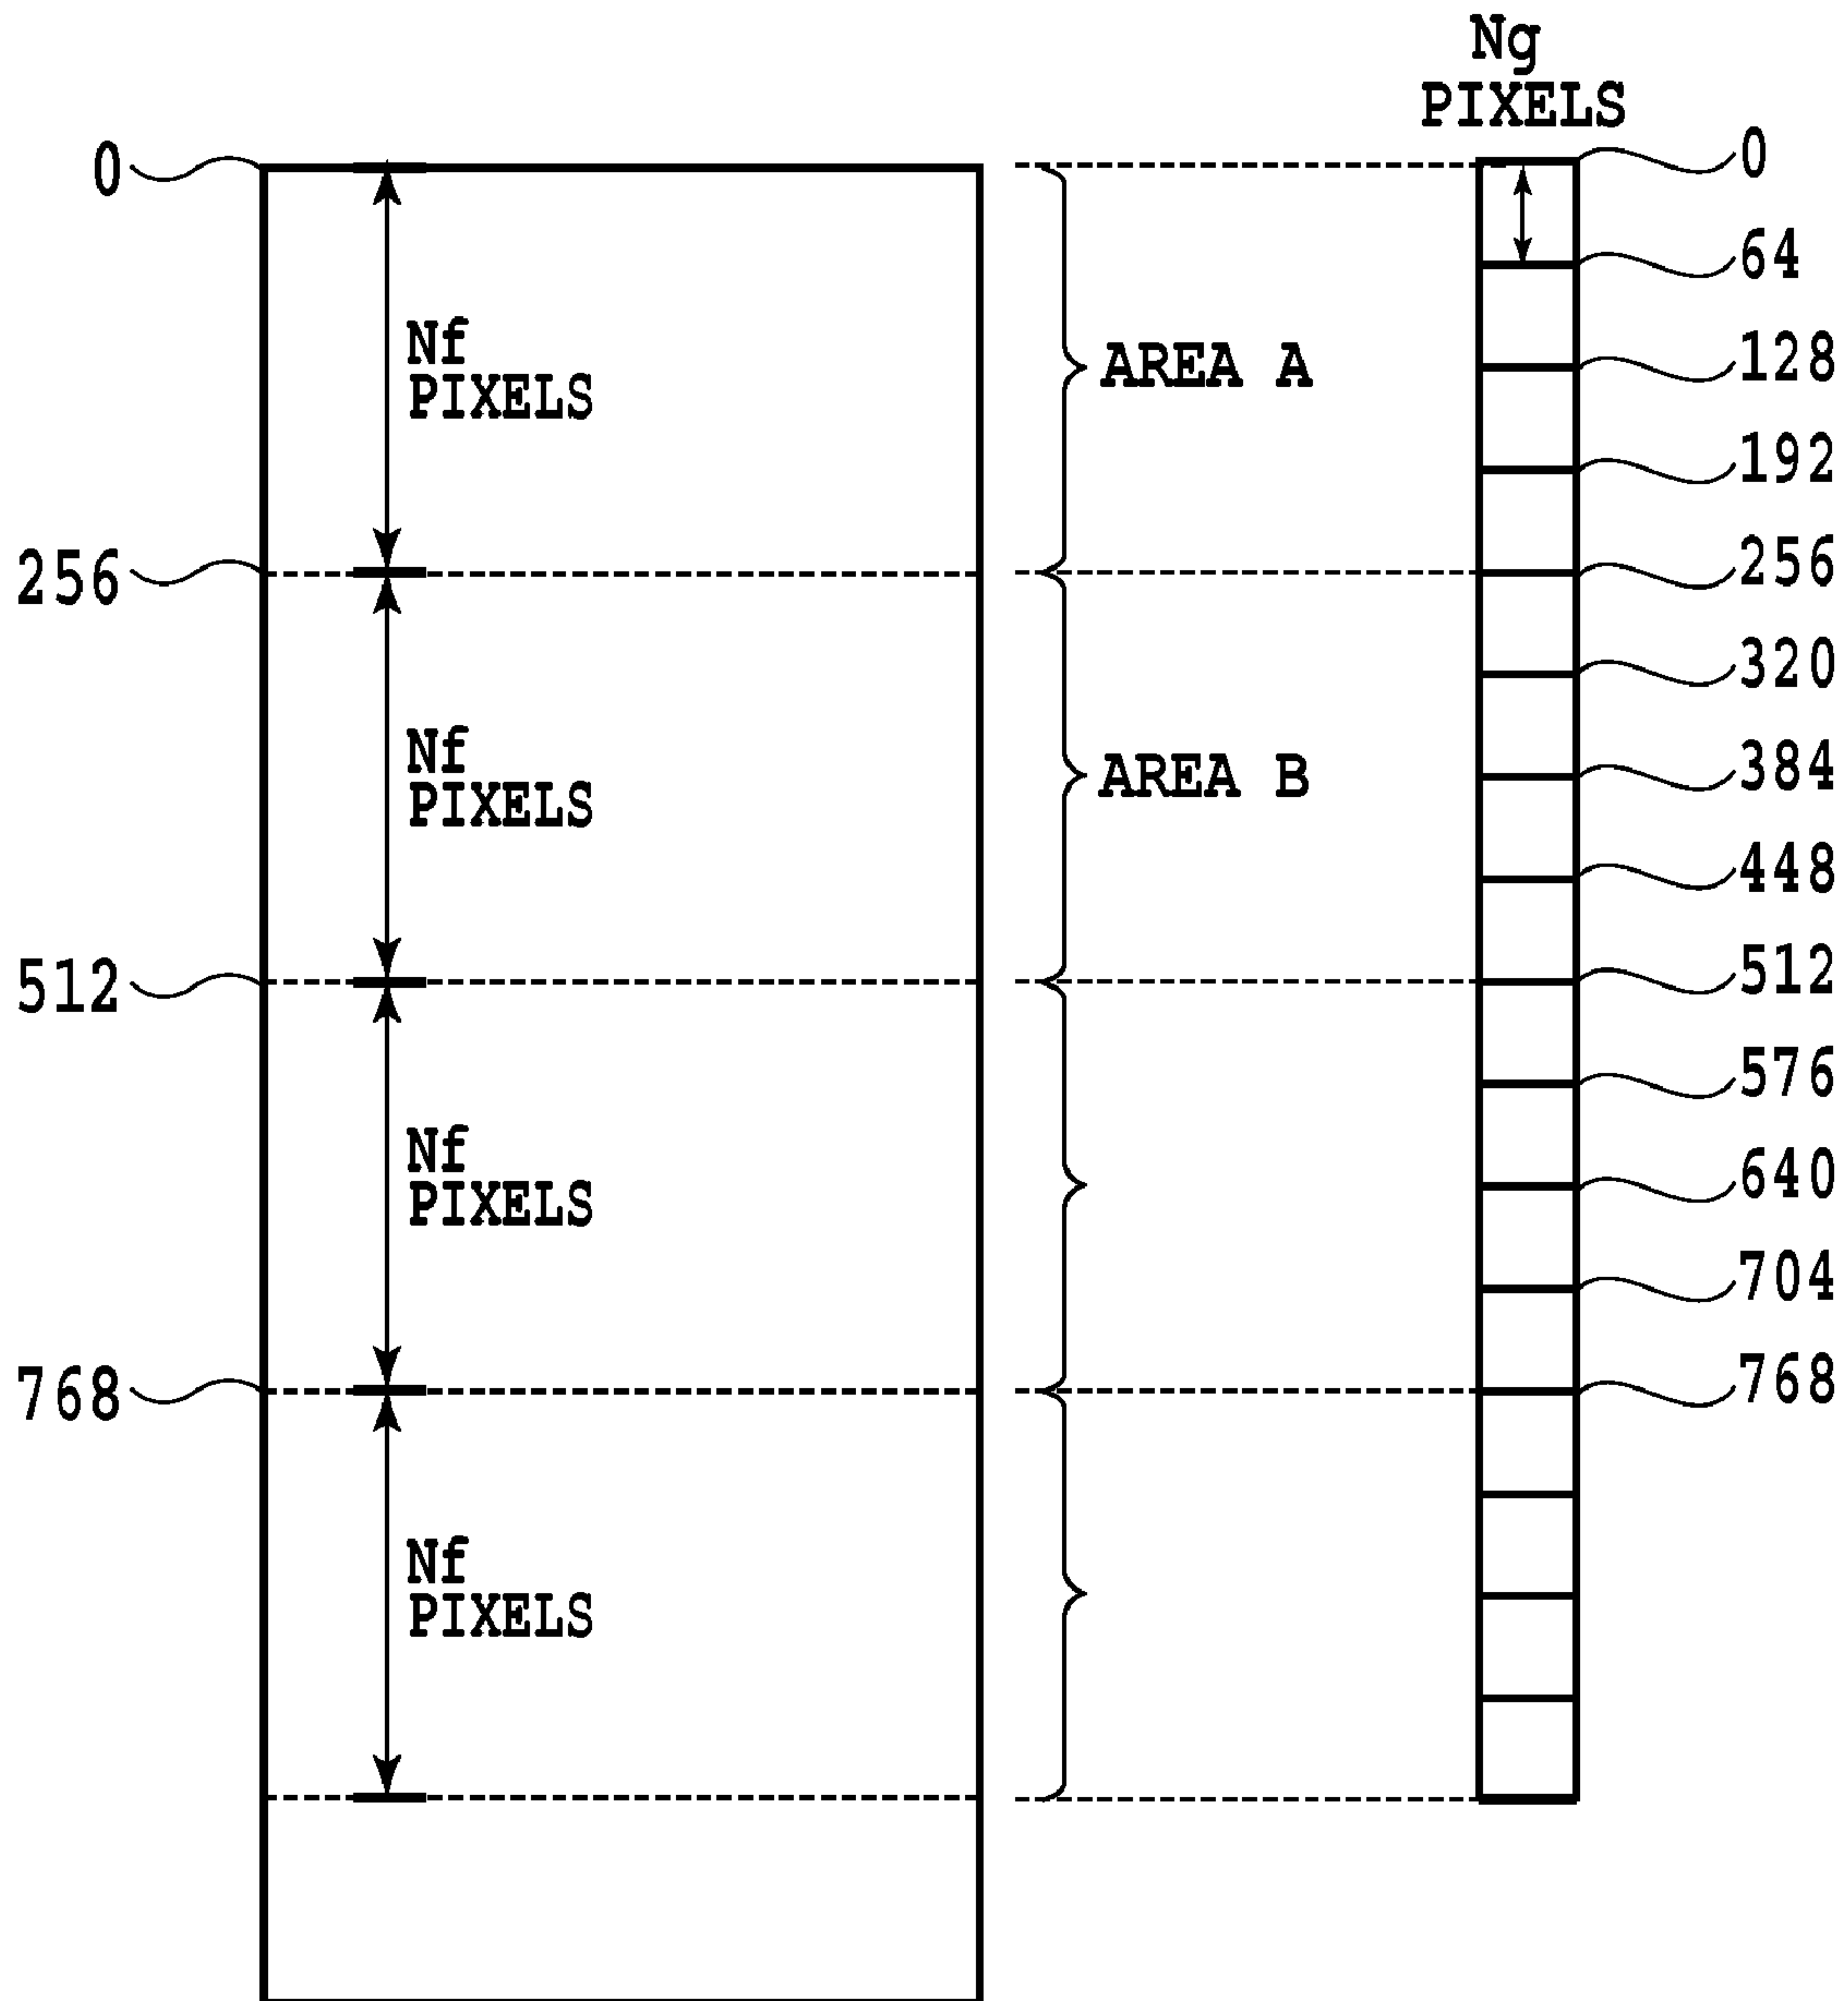 Ng
PIXELS
0
0
64
Nf
PIXELS
AREA A
128
192
256
256
320
Nf
PIXELS
AREA B
384
448
512
512
576
Nf
PIXELS
640
704
768
768
Nf
PIXELS